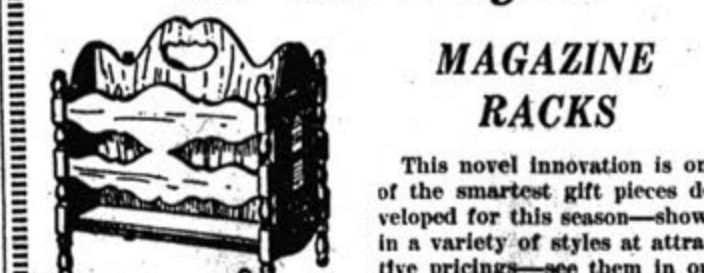 MAGAZINE
RACKS
This novel innovation is
of the smartest gift pieces
veloped for this season—show
in a variety of styles at attra
tive pricings—see them in